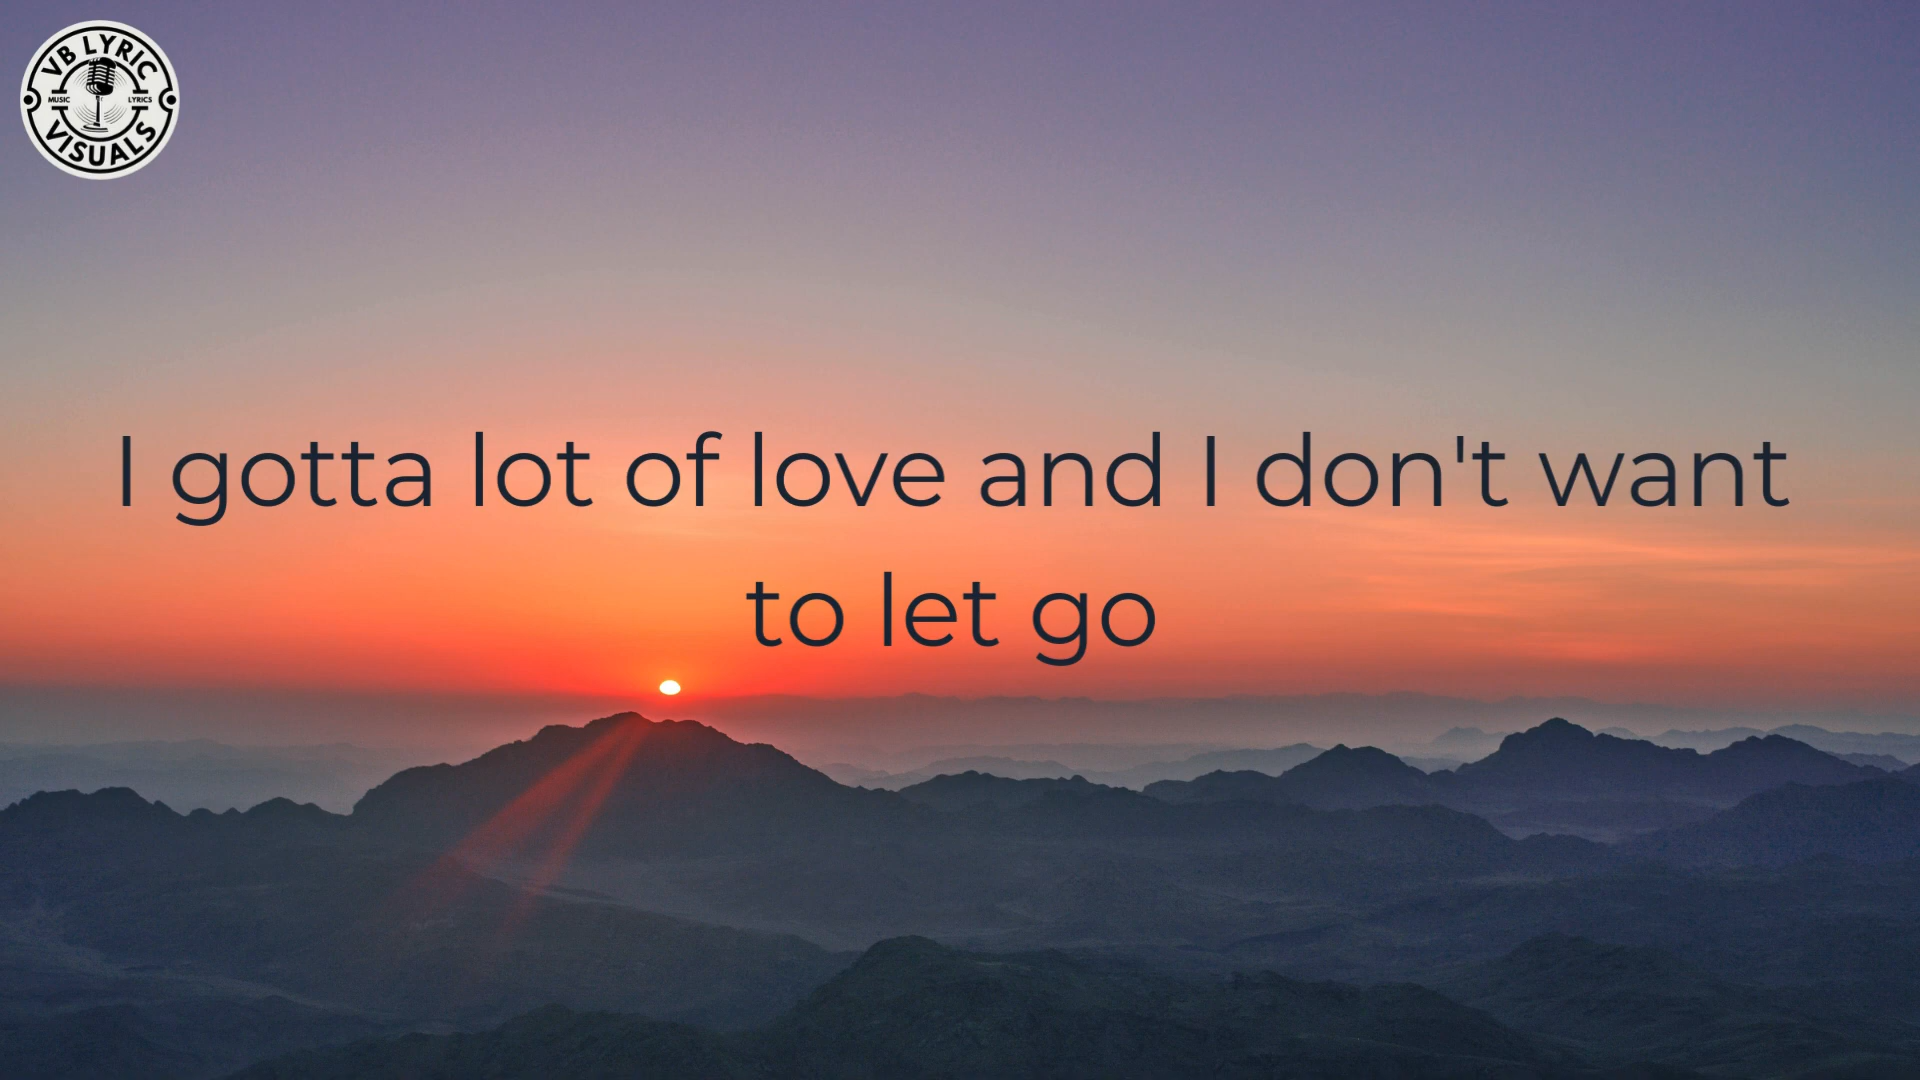 VB LYRIC
MUSIC LYRICS
VISUALS
I gotta lot of love and I don't want
to let go